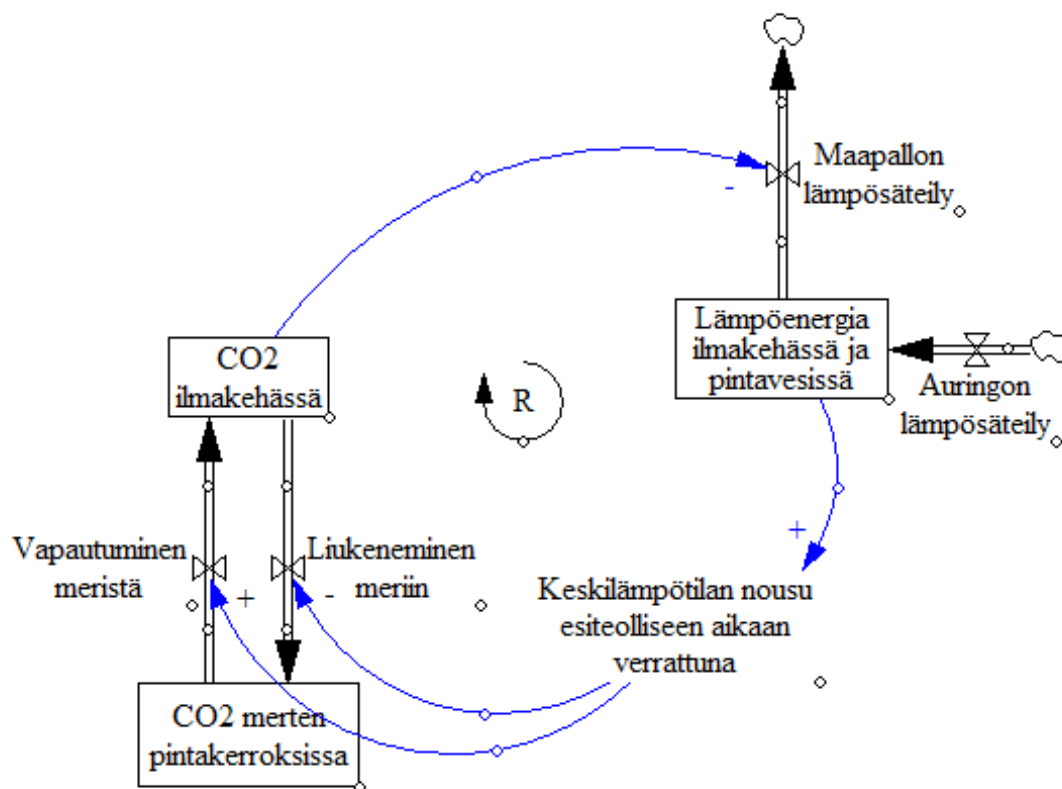 Maapallon
lämpösäteily
-
Lämpöenergia
ilmakehässä ja
pintavesissä
Auringon
lämpösäteily
CO2
ilmakehässä
R
+
Vapautuminen
meristä
+
Liukeneminen
meriin
-
Keskilämpötilan nousu
esiteolliseen aikaan
verrattuna
CO2 merten
pintakerroksissa